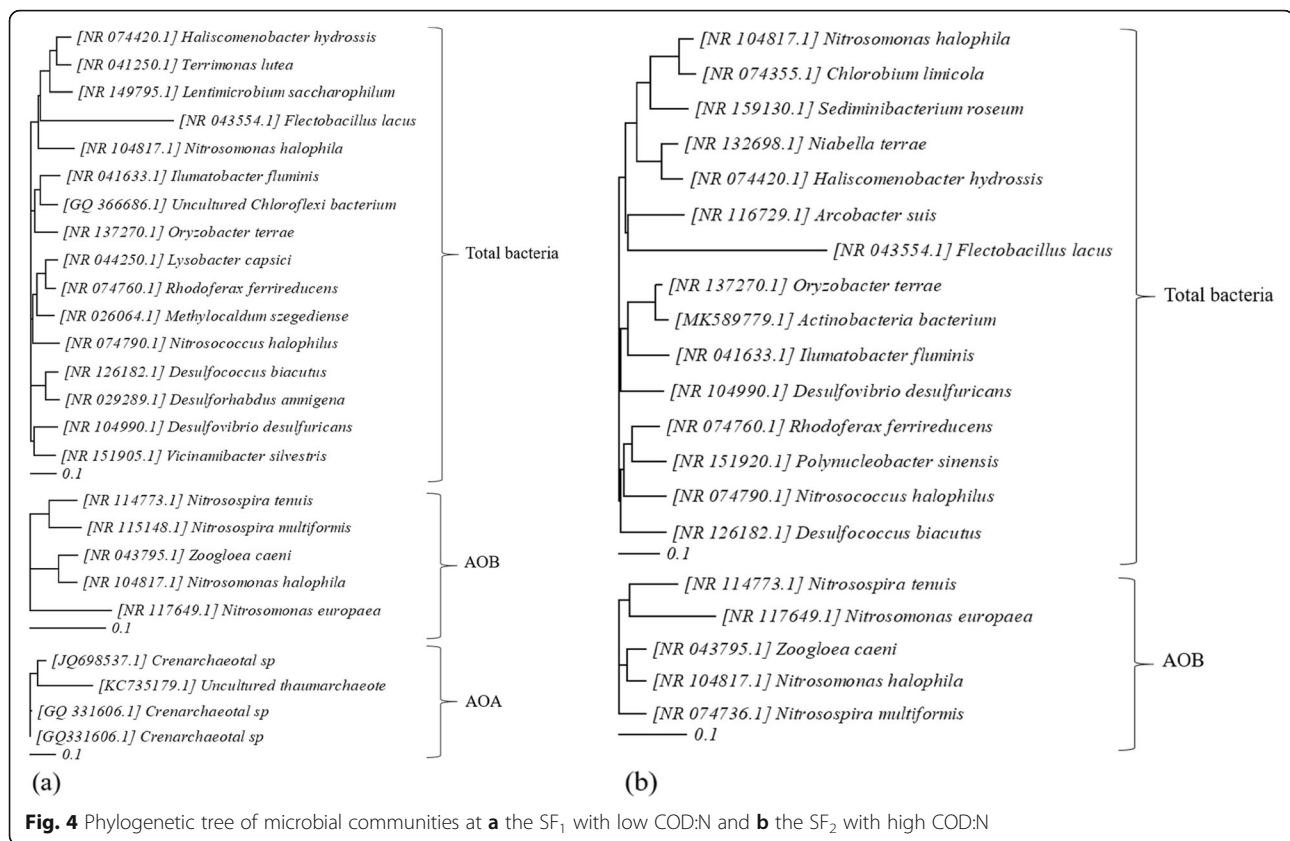 [NR 074420.1] Haliscomenobacter hydrossis
[NR 041250.1] Terrimonas lutea
[NR 149795.1] Lentimicrobium saccharophilum
[NR 043554.1] Flectobacillus lacus
[NR 104817.1] Nitrosomonas halophila
[NR 041633.1] Ilumatobacter fluminis
[GQ 366686.1] Uncultured Chloroflexi bacterium
[NR 137270.1] Oryzobacter terrae
[NR 044250.1] Lysobacter capsici
[NR 074760.1] Rhodoferax ferrireducens
[NR 026064.1] Methylocaldum szegediense
[NR 074790.1] Nitrosococcus halophilus
[NR 126182.1] Desulfococcus biacutus
[NR 029289.1] Desulforhabdus amnigena
[NR 104990.1] Desulfovibrio desulfuricans
[NR 151905.1] Vicinamibacter silvestris
0.1
Total bacteria
[NR 114773.1] Nitrosospira tenuis
[NR 115148.1] Nitrosospira multiformis
[NR 043795.1] Zoogloea caeni
[NR 104817.1] Nitrosomonas halophila
[NR 117649.1] Nitrosomonas europaea
0.1
AOB
[JQ698537.1] Crenarchaeotal sp
[KC735179.1] Uncultured thaumarchaeote
[GQ 331606.1] Crenarchaeotal sp
[GQ331606.1] Crenarchaeotal sp
0.1
AOA
(a)
[NR 104817.1] Nitrosomonas halophila
[NR 074355.1] Chlorobium limicola
[NR 159130.1] Sediminibacterium roseum
[NR 132698.1] Niabella terrae
[NR 074420.1] Haliscomenobacter hydrossis
[NR 116729.1] Arcobacter suis
[NR 043554.1] Flectobacillus lacus
[NR 137270.1] Oryzobacter terrae
[MK589779.1] Actinobacteria bacterium
[NR 041633.1] Ilumatobacter fluminis
[NR 104990.1] Desulfovibrio desulfuricans
[NR 074760.1] Rhodoferax ferrireducens
[NR 151920.1] Polynucleobacter sinensis
[NR 074790.1] Nitrosococcus halophilus
[NR 126182.1] Desulfococcus biacutus
0.1
Total bacteria
[NR 114773.1] Nitrosospira tenuis
[NR 117649.1] Nitrosomonas europaea
[NR 043795.1] Zoogloea caeni
[NR 104817.1] Nitrosomonas halophila
[NR 074736.1] Nitrosospira multiformis
0.1
AOB
(b)
Fig. 4 Phylogenetic tree of microbial communities at a the SF₁ with low COD:N and b the SF₂ with high COD:N